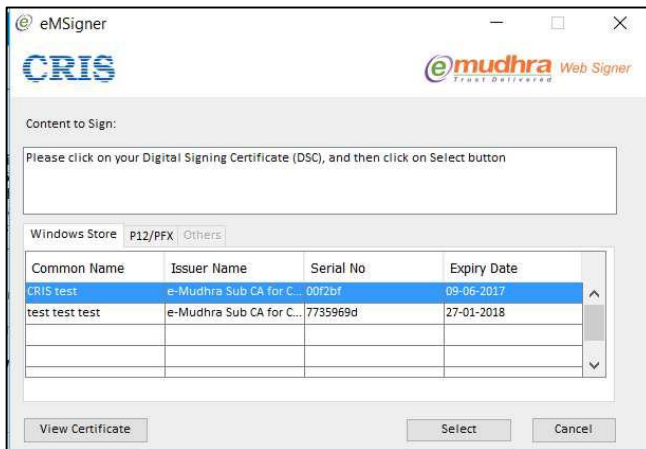 eMSigner
CRIS
emudhra Web Signer
Trust Delivered
Content to Sign:
Please click on your Digital Signing Certificate (DSC), and then click on Select button
Windows Store P12/PFX Others
Common Name Issuer Name Serial No Expiry Date
CRIS test e-Mudhra Sub CA for C... 00f2bf 09-06-2017
test test test e-Mudhra Sub CA for C... 7735969d 27-01-2018
View Certificate Select Cancel